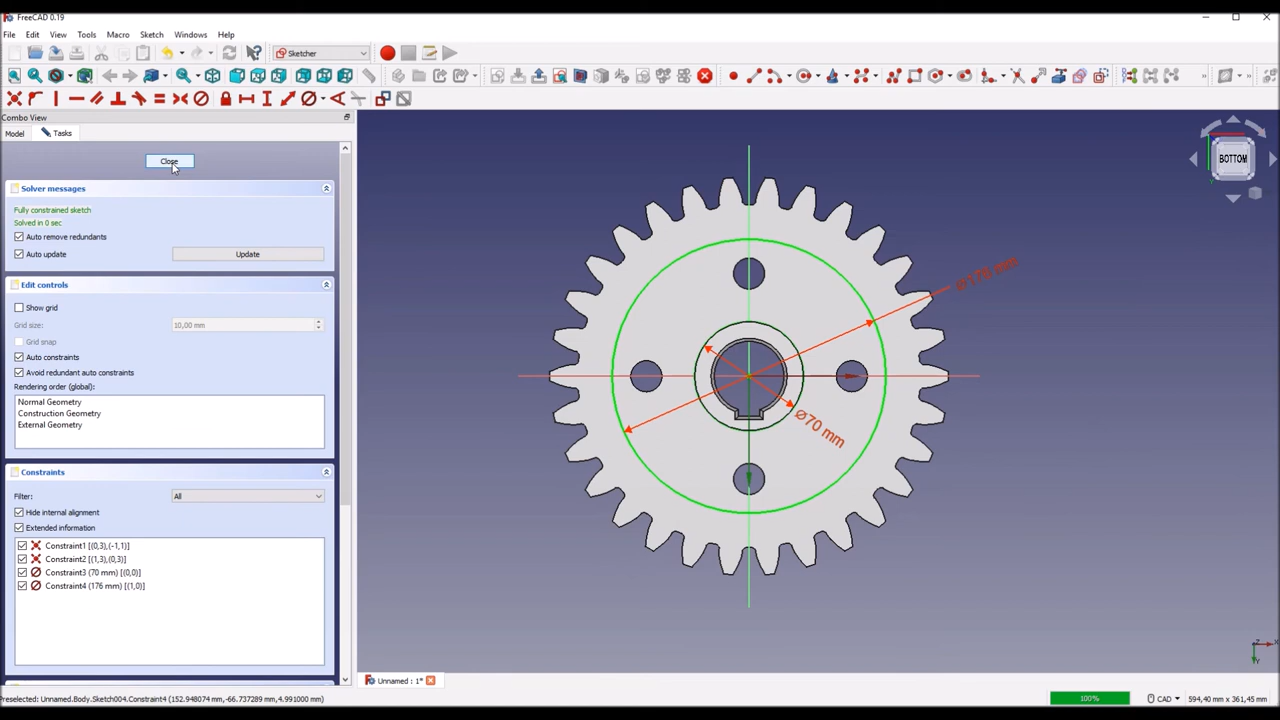 FreeCAD 0.19
File Edit View Tools Macro Sketch Windows Help
Sketcher
Combo View
Model Tasks
Close
Solver messages
Fully constrained sketch
Solved in 0 sec
Auto remove redundants
Auto update Update
Edit controls
Show grid
Grid size: 10,00 mm
Grid snap
Auto constraints
Avoid redundant auto constraints
Rendering order (global):
Normal Geometry
Construction Geometry
External Geometry
Constraints
Filter: All
Hide internal alignment
Extended information
Constraint1 [(0,3),(-1,1)]
Constraint2 [(1,3),(0,3)]
Constraint3 (70 mm) [(0,0)]
Constraint4 (176 mm) [(1,0)]
⌀176 mm
⌀70 mm
BOTTOM
Unnamed : 1*
Preselected: Unnamed.Body.Sketch004.Constraint4 (152.948074 mm,-66.737289 mm,4.991000 mm)
100%
CAD
594,40 mm x 361,45 mm